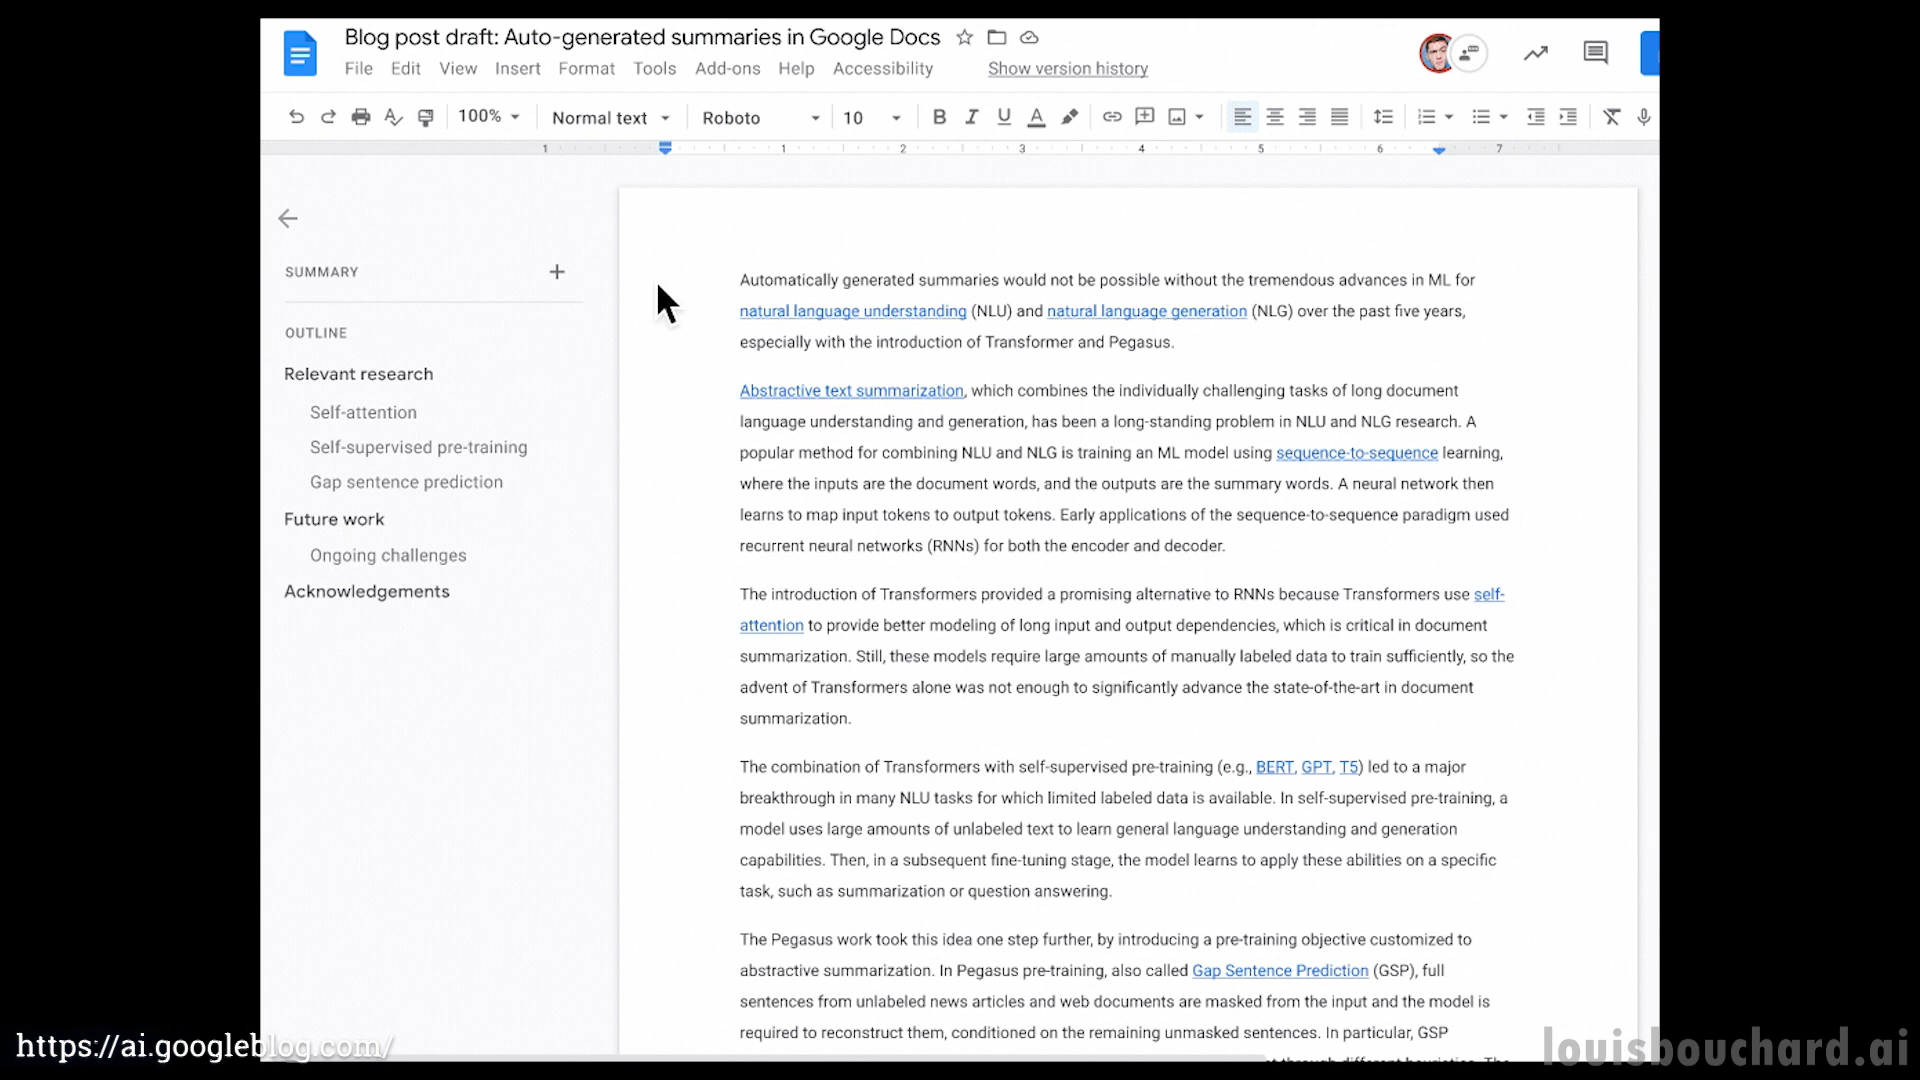 Blog post draft: Auto-generated summaries in Google Docs
File Edit View Insert Format Tools Add-ons Help Accessibility Show version history
100% Normal text Roboto 10 B I U A
1 1 2 3 4 5 6 7
SUMMARY
OUTLINE
Relevant research
Self-attention
Self-supervised pre-training
Gap sentence prediction
Future work
Ongoing challenges
Acknowledgements
Automatically generated summaries would not be possible without the tremendous advances in ML for
natural language understanding (NLU) and natural language generation (NLG) over the past five years,
especially with the introduction of Transformer and Pegasus.
Abstractive text summarization, which combines the individually challenging tasks of long document
language understanding and generation, has been a long-standing problem in NLU and NLG research. A
popular method for combining NLU and NLG is training an ML model using sequence-to-sequence learning,
where the inputs are the document words, and the outputs are the summary words. A neural network then
learns to map input tokens to output tokens. Early applications of the sequence-to-sequence paradigm used
recurrent neural networks (RNNs) for both the encoder and decoder.
The introduction of Transformers provided a promising alternative to RNNs because Transformers use self-
attention to provide better modeling of long input and output dependencies, which is critical in document
summarization. Still, these models require large amounts of manually labeled data to train sufficiently, so the
advent of Transformers alone was not enough to significantly advance the state-of-the-art in document
summarization.
The combination of Transformers with self-supervised pre-training (e.g., BERT, GPT, T5) led to a major
breakthrough in many NLU tasks for which limited labeled data is available. In self-supervised pre-training, a
model uses large amounts of unlabeled text to learn general language understanding and generation
capabilities. Then, in a subsequent fine-tuning stage, the model learns to apply these abilities on a specific
task, such as summarization or question answering.
The Pegasus work took this idea one step further, by introducing a pre-training objective customized to
abstractive summarization. In Pegasus pre-training, also called Gap Sentence Prediction (GSP), full
sentences from unlabeled news articles and web documents are masked from the input and the model is
required to reconstruct them, conditioned on the remaining unmasked sentences. In particular, GSP
https://ai.googleblog.com/
louisbouchard.ai